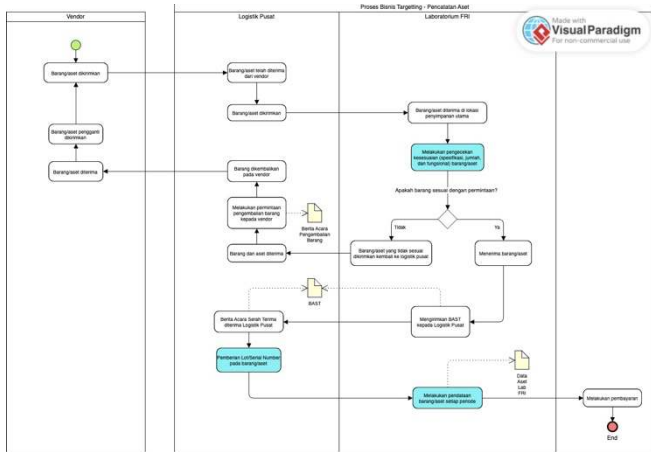 Proses Bisnis Targetting - Pencatatan Aset
Made with
VisualParadigm
For non-commercial use
Vendor
Logistik Pusat
Laboratorium FRI
Barang/aset dikirimkan
Barang/aset telah diterima
dari vendor
Barang/aset dikirimkan
Barang/aset diterima di lokasi
penyimpanan utama
Barang/aset pengganti
dikirimkan
Melakukan pengecekan
kesesuaian (spesifikasi, jumlah,
dan fungsional) barang/aset
Barang/aset diterima
Barang dikembalikan
pada vendor
Apakah barang sesuai dengan permintaan?
Melakukan permintaan
pengembalian barang
kepada vendor
Berita Acara
Pengembalian
Barang
Tidak
Ya
Barang dan aset diterima
Barang/aset yang tidak sesuai
dikirimkan kembali ke logistik pusat
Menerima barang/aset
BAST
Berita Acara Serah Terima
diterima Logistik Pusat
Mengirimkan BAST
kepada Logistik Pusat
Pemberian Lot/Serial Number
pada barang/aset
Data
Aset
Lab
FRI
Melakukan pendataan
barang/aset setiap periode
Melakukan pembayaran
End